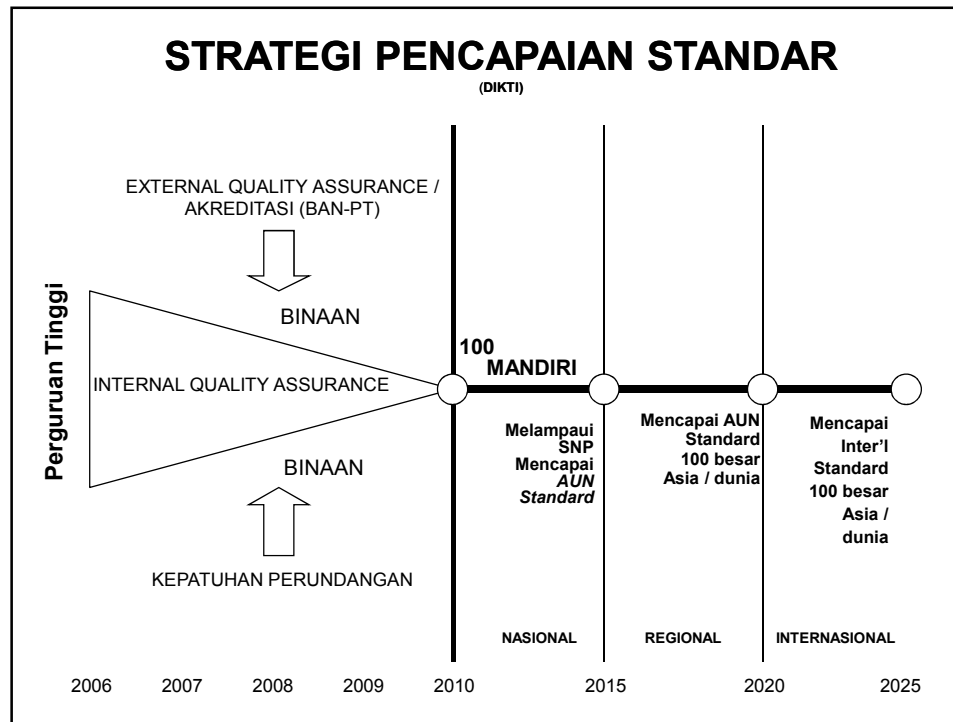 STRATEGI PENCAPAIAN STANDAR
(DIKTI)
EXTERNAL QUALITY ASSURANCE /
AKREDITASI (BAN-PT)
Perguruan Tinggi
BINAAN
INTERNAL QUALITY ASSURANCE
BINAAN
KEPATUHAN PERUNDANGAN
100
MANDIRI
Melampaui
SNP
Mencapai
AUN
Standard
Mencapai AUN
Standard
100 besar
Asia / dunia
Mencapai
Inter'l
Standard
100 besar
Asia /
dunia
NASIONAL
REGIONAL
INTERNASIONAL
2006
2007
2008
2009
2010
2015
2020
2025